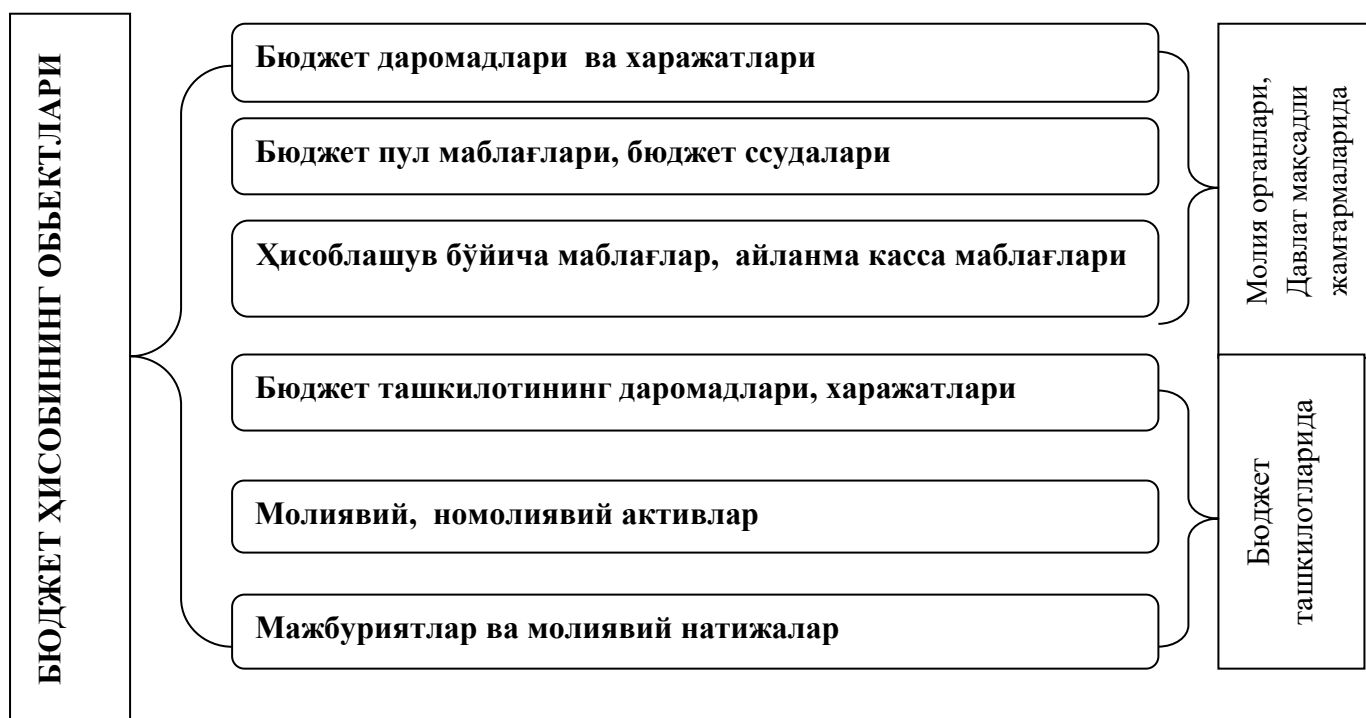 БЮДЖЕТ ҲИСОБИНИНГ ОБЬЕКТЛАРИ
Бюджет даромадлари ва харажатлари
Бюджет пул маблағлари, бюджет ссудалари
Ҳисоблашув бўйича маблағлар, айланма касса маблағлари
Бюджет ташкилотининг даромадлари, харажатлари
Молиявий, номолиявий активлар
Мажбуриятлар ва молиявий натижалар
Молия органлари,
Давлат мақсадли
жамғармаларида
Бюджет
ташкилотларида